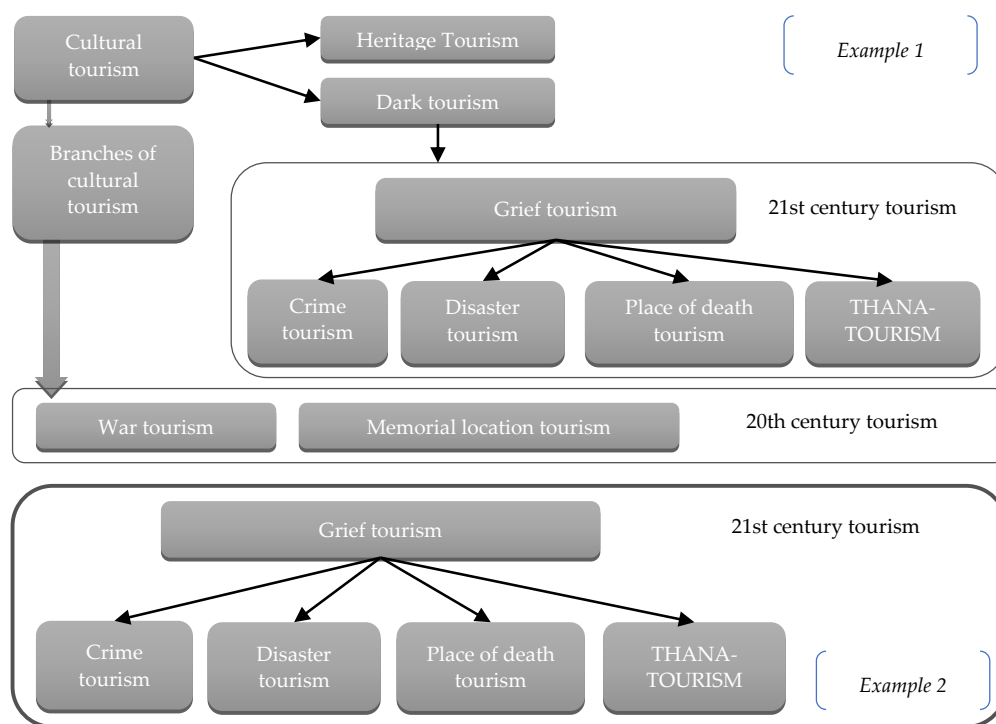 Cultural
tourism
Heritage Tourism
Example 1
Dark tourism
Branches of
cultural
tourism
Grief tourism
21st century tourism
Crime
tourism
Disaster
tourism
Place of death
tourism
THANA-
TOURISM
War tourism
Memorial location tourism
20th century tourism
Grief tourism
21st century tourism
Crime
tourism
Disaster
tourism
Place of death
tourism
THANA-
TOURISM
Example 2